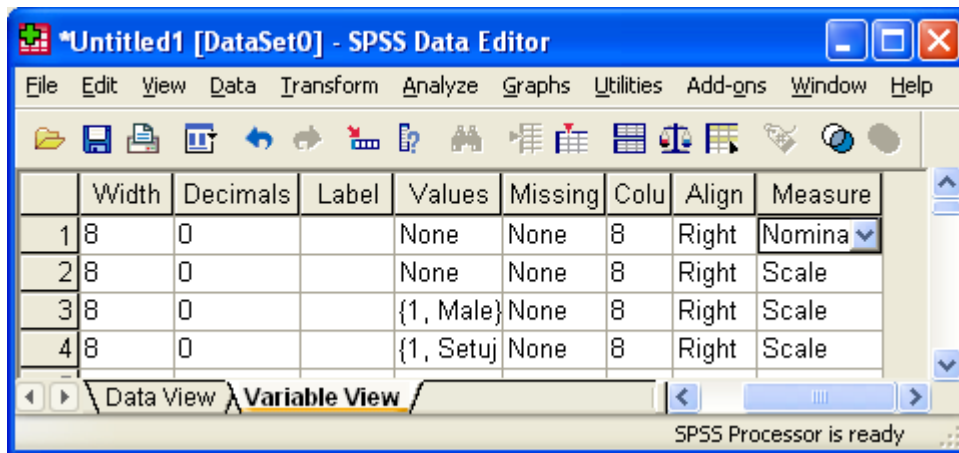 *Untitled1 [DataSet0] - SPSS Data Editor
File Edit View Data Transform Analyze Graphs Utilities Add-ons Window Help
Width Decimals Label Values Missing Colu Align Measure
1 8 0 None None 8 Right Nomina
2 8 0 None None 8 Right Scale
3 8 0 {1, Male} None 8 Right Scale
4 8 0 {1, Setuj None 8 Right Scale
Data View Variable View
SPSS Processor is ready